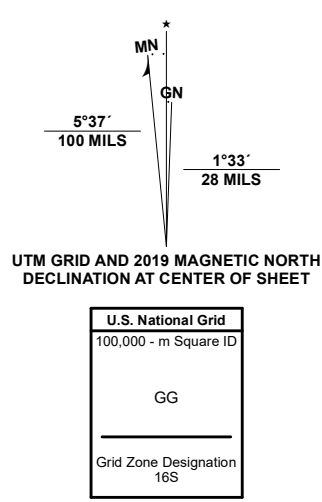 MN
GN
5°37´
100 MILS
1°33´
28 MILS
UTM GRID AND 2019 MAGNETIC NORTH
DECLINATION AT CENTER OF SHEET
U.S. National Grid
100,000 - m Square ID
GG
Grid Zone Designation
16S